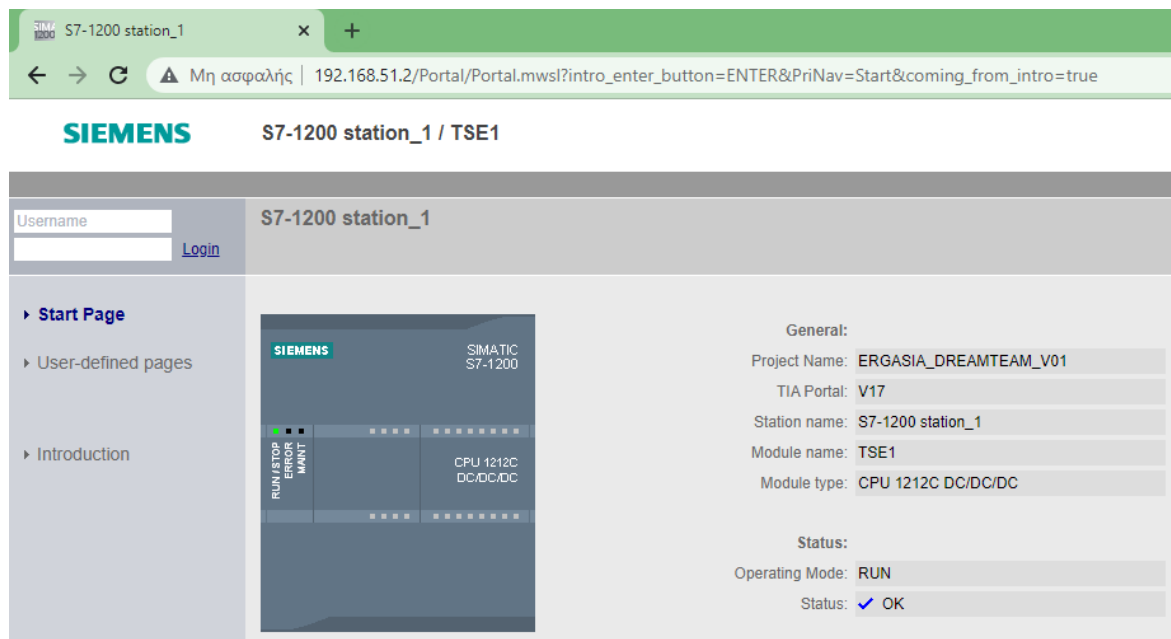 S7-1200 station_1
Μη ασφαλής 192.168.51.2/Portal/Portal.mwsl?intro_enter_button=ENTER&PriNav=Start&coming_from_intro=true
SIEMENS S7-1200 station_1 / TSE1
Username
Login
S7-1200 station_1
Start Page
User-defined pages
Introduction
SIEMENS
SIMATIC
S7-1200
RUN / STOP
ERROR
MAINT
CPU 1212C
DC/DC/DC
General:
Project Name: ERGASIA_DREAMTEAM_V01
TIA Portal: V17
Station name: S7-1200 station_1
Module name: TSE1
Module type: CPU 1212C DC/DC/DC
Status:
Operating Mode: RUN
Status: OK